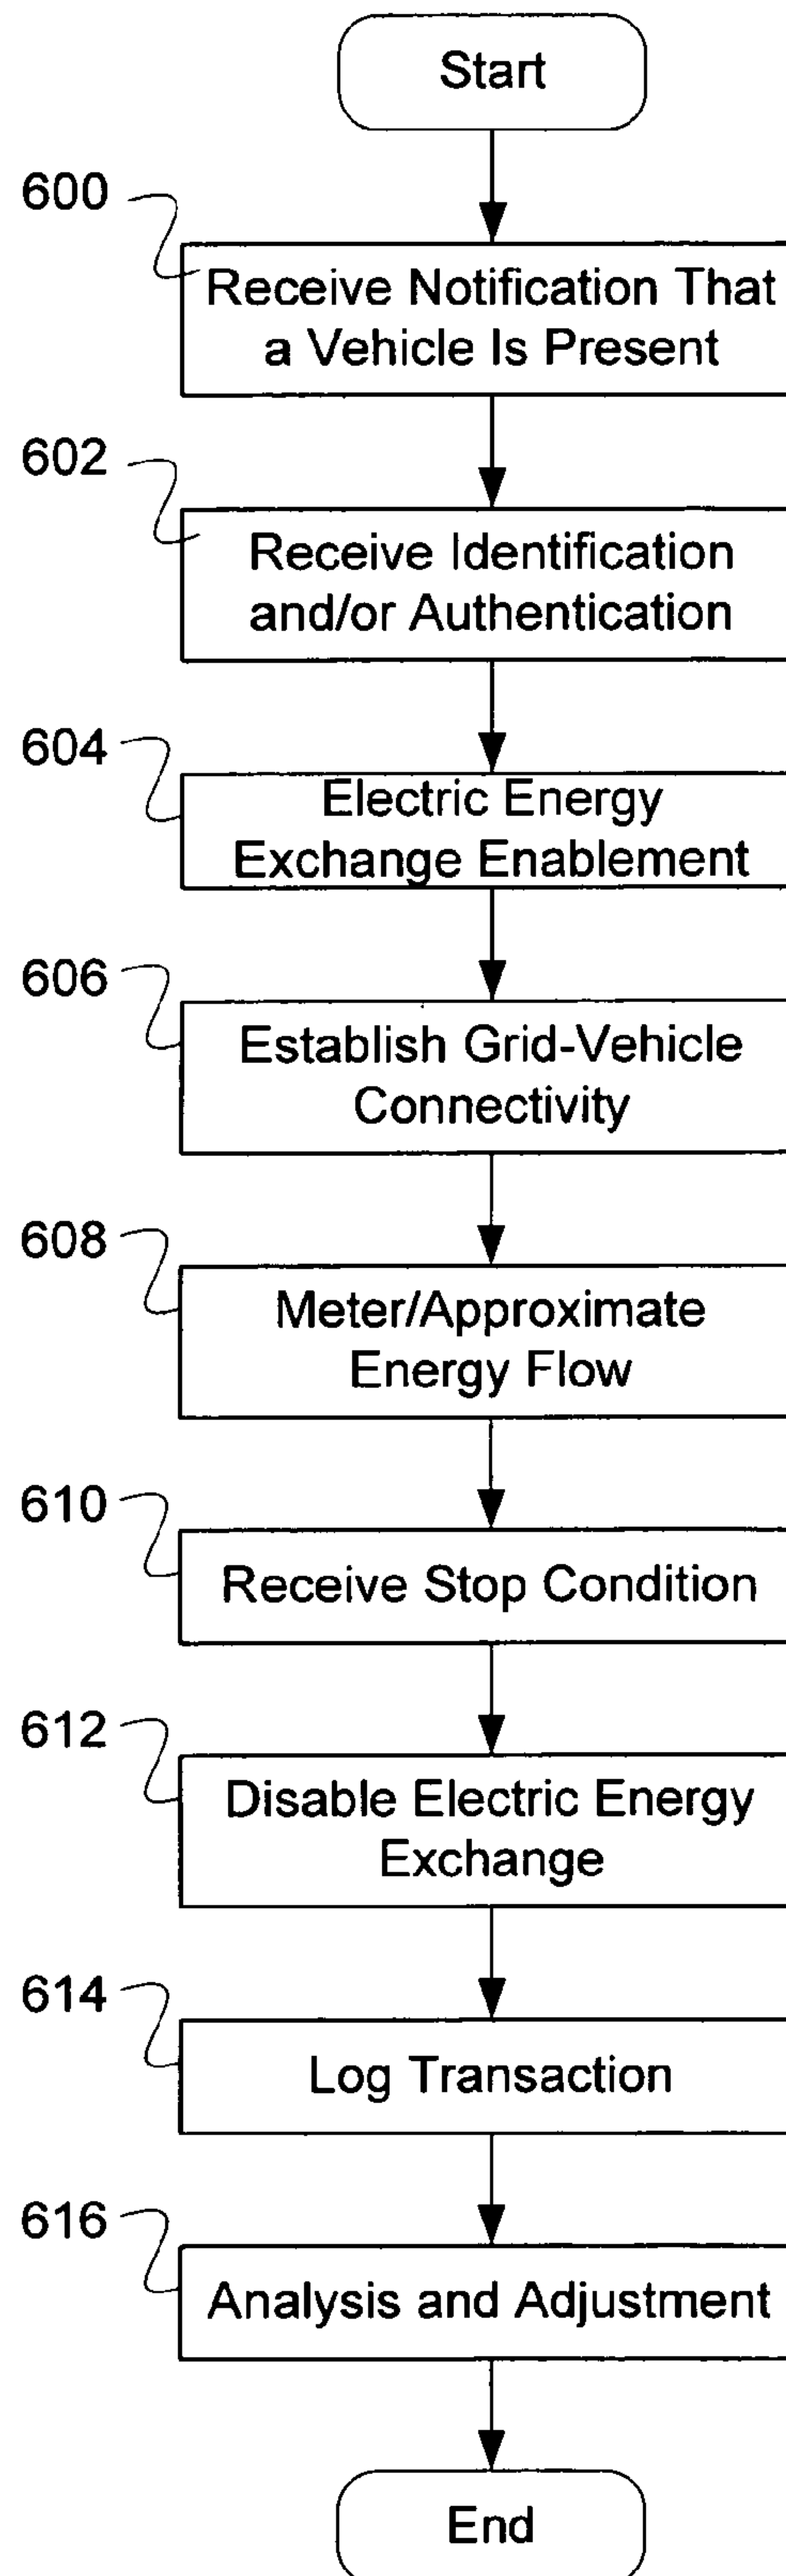 Start
600
Receive Notification That
a Vehicle Is Present
602
Receive Identification
and/or Authentication
604
Electric Energy
Exchange Enablement
606
Establish Grid-Vehicle
Connectivity
608
Meter/Approximate
Energy Flow
610
Receive Stop Condition
612
Disable Electric Energy
Exchange
614
Log Transaction
616
Analysis and Adjustment
End